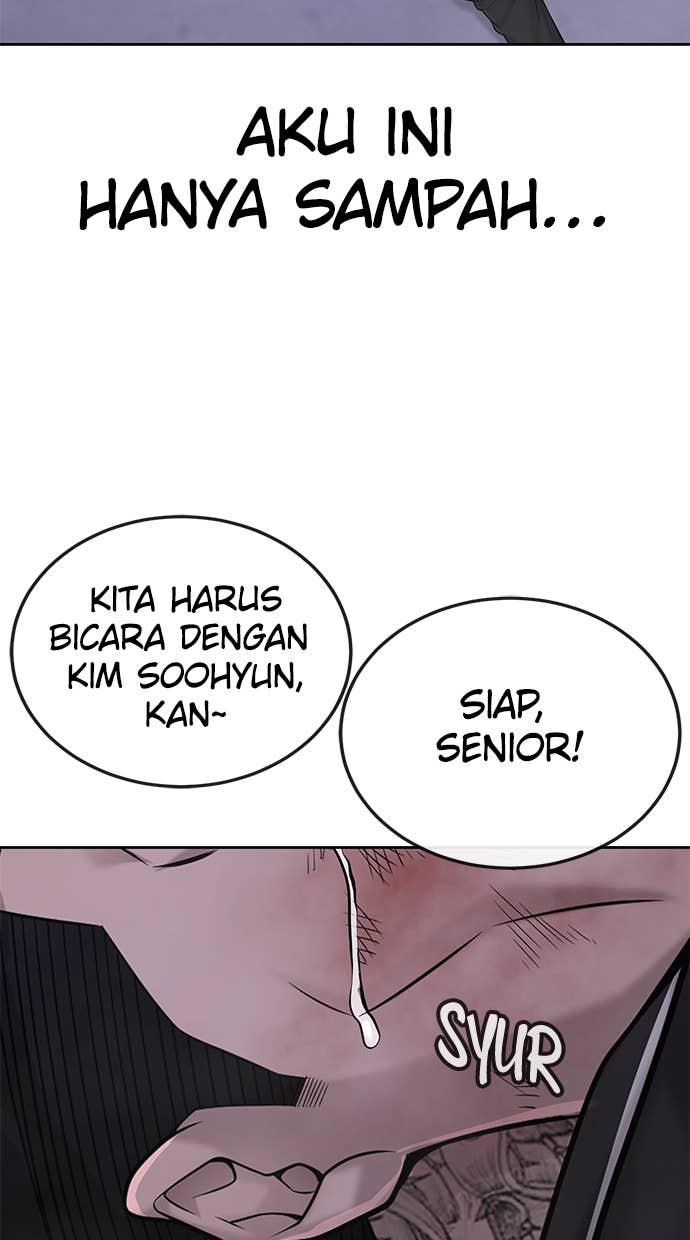 AKU INI
HANYA SAMPAH...
KITA HARUS
BICARA DENGAN
KIM SOOHYUN,
KAN~
SIAP,
SENIOR!
SYUR